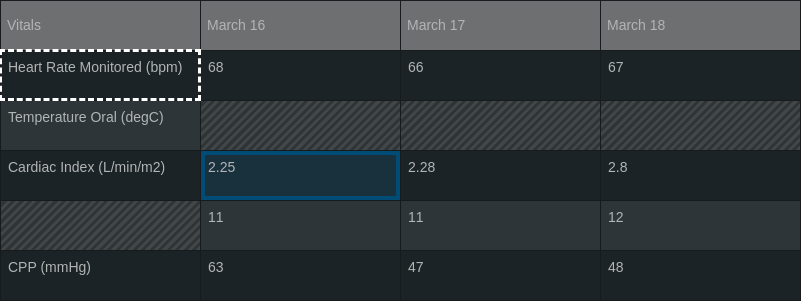 Vitals March 16 March 17 March 18
Heart Rate Monitored (bpm) 68 66 67
Temperature Oral (degC)
Cardiac Index (L/min/m2) 2.25 2.28 2.8
11 11 12
CPP (mmHg) 63 47 48